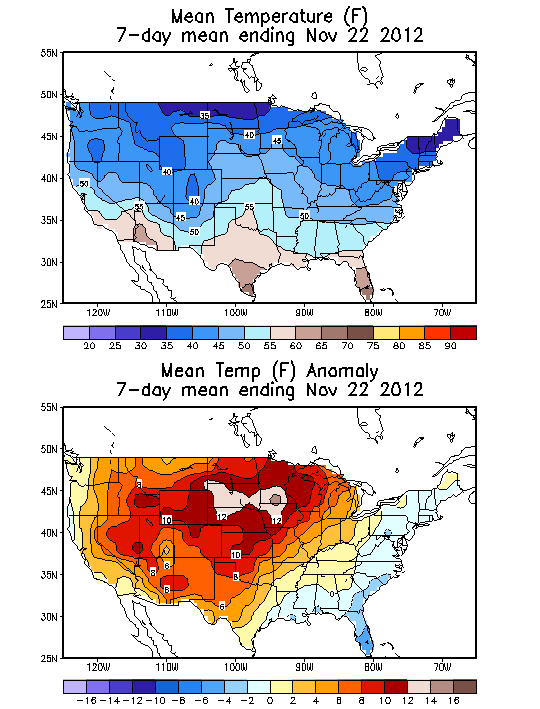 Mean Temperature (F)
7-day mean ending Nov 22 2012
55N
50N
35
45N
40
45
40
40N
50
40
55
55
45
50
35N
50
30N
25N
120W 110W 100W 90W 80W 70W
20 25 30 35 40 45 50 55 60 65 70 75 80 85 90
Mean Temp (F) Anomaly
7-day mean ending Nov 22 2012
55N
50N
8
45N
10
12
12
40N
10
6
8
8
35N
8
6
30N
25N
120W 110W 100W 90W 80W 70W
-16 -14 -12 -10 -8 -6 -4 -2 0 2 4 6 8 10 12 14 16